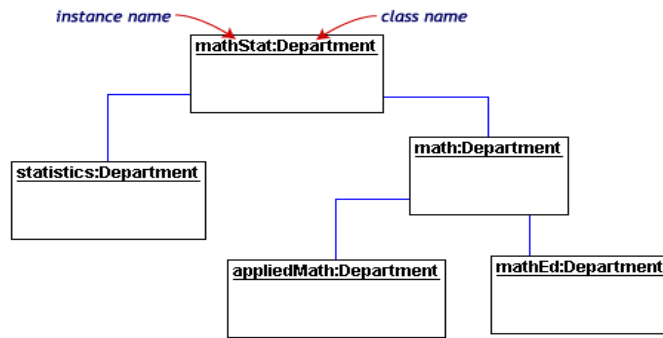 instance name
class name
mathStat:Department
math:Department
statistics:Department
appliedMath:Department
mathEd:Department